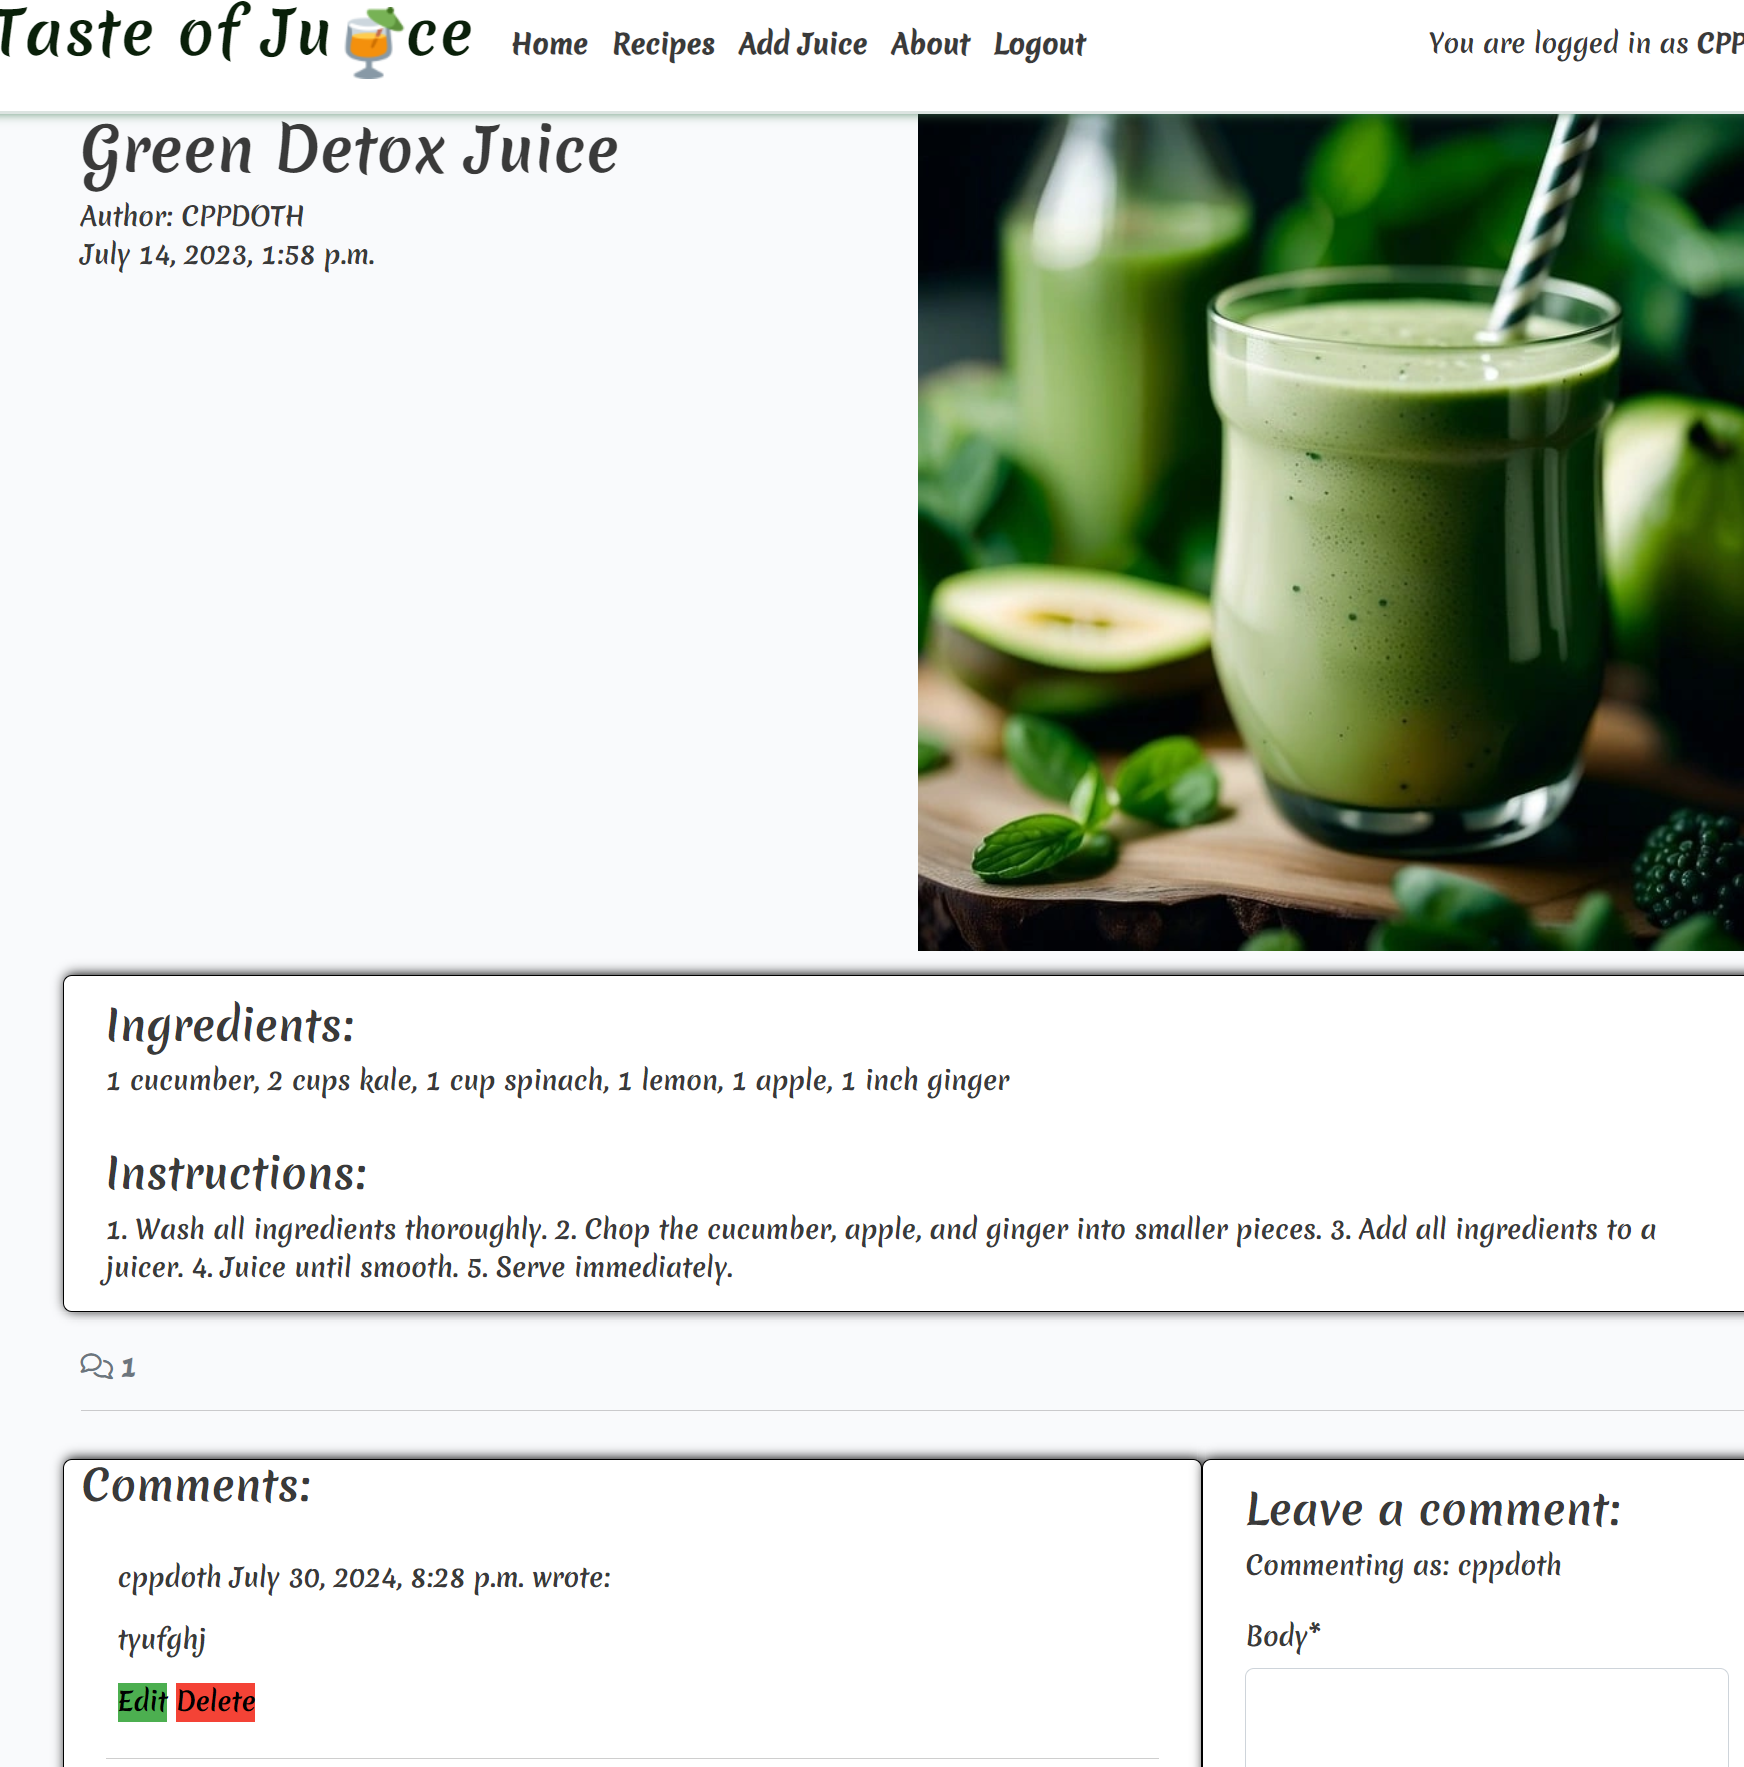 Taste of Ju ce
Home Recipes Add Juice About Logout
You are logged in as CPP
Green Detox Juice
Author: CPPDOTH
July 14, 2023, 1:58 p.m.
Ingredients:
1 cucumber, 2 cups kale, 1 cup spinach, 1 lemon, 1 apple, 1 inch ginger
Instructions:
1. Wash all ingredients thoroughly. 2. Chop the cucumber, apple, and ginger into smaller pieces. 3. Add all ingredients to a
juicer. 4. Juice until smooth. 5. Serve immediately.
1
Comments:
cppdoth July 30, 2024, 8:28 p.m. wrote:
tyufghj
Edit Delete
Leave a comment:
Commenting as: cppdoth
Body*